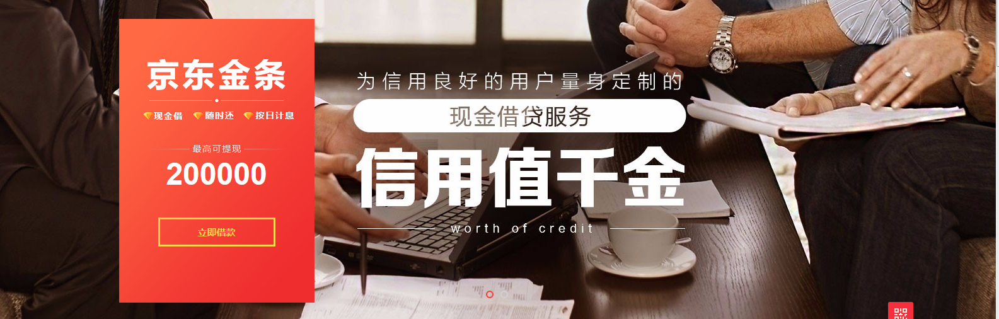 京东金条
现金借 随时还 按日计息
最高可提现
200000
立即借款
为信用良好的用户量身定制的
现金借贷服务
信用值千金
worth of credit